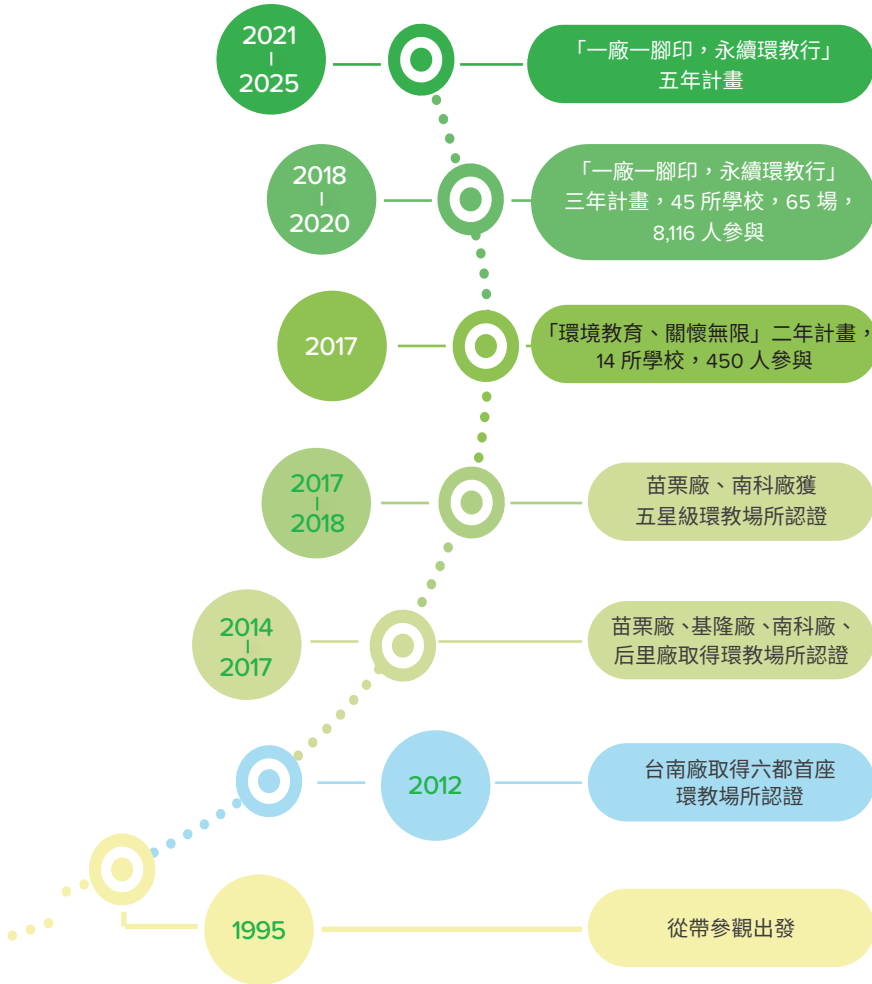 2021
–
2025
「一廠一腳印，永續環教行」
五年計畫
2018
–
2020
「一廠一腳印，永續環教行」
三年計畫，45 所學校，65 場，
8,116 人參與
2017
「環境教育、關懷無限」二年計畫，
14 所學校，450 人參與
2017
–
2018
苗栗廠、南科廠獲
五星級環教場所認證
2014
–
2017
苗栗廠、基隆廠、南科廠、
后里廠取得環教場所認證
2012
台南廠取得六都首座
環教場所認證
1995
從帶參觀出發